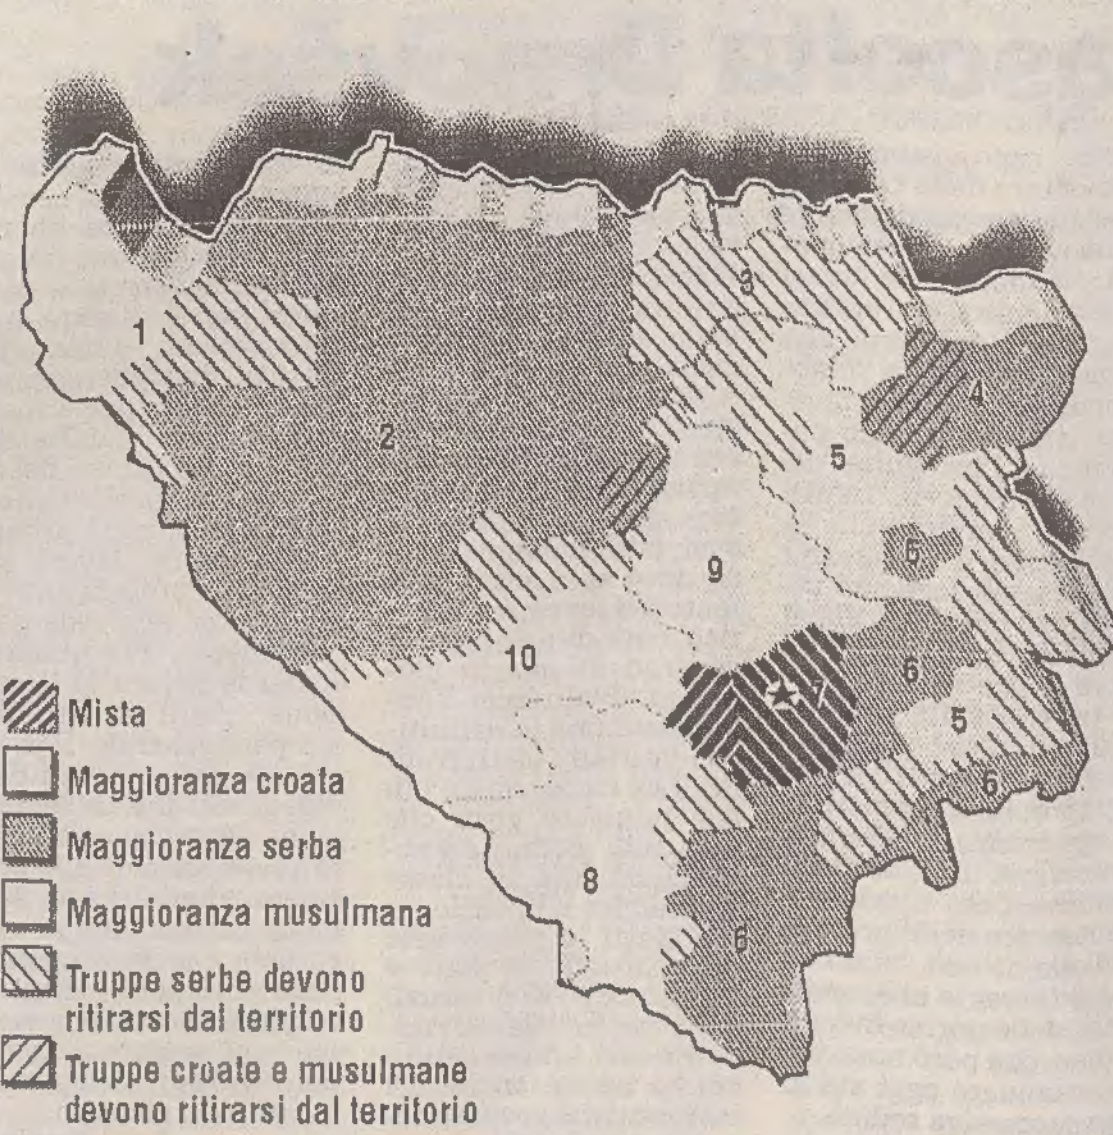 3
1
4
2
5
6
9
10
6
7
5
6
8
6
Mista
Maggioranza croata
Maggioranza serba
Maggioranza musulmana
Truppe serbe devono
ritirarsi dal territorio
Truppe croate e musulmane
devono ritirarsi dal territorio